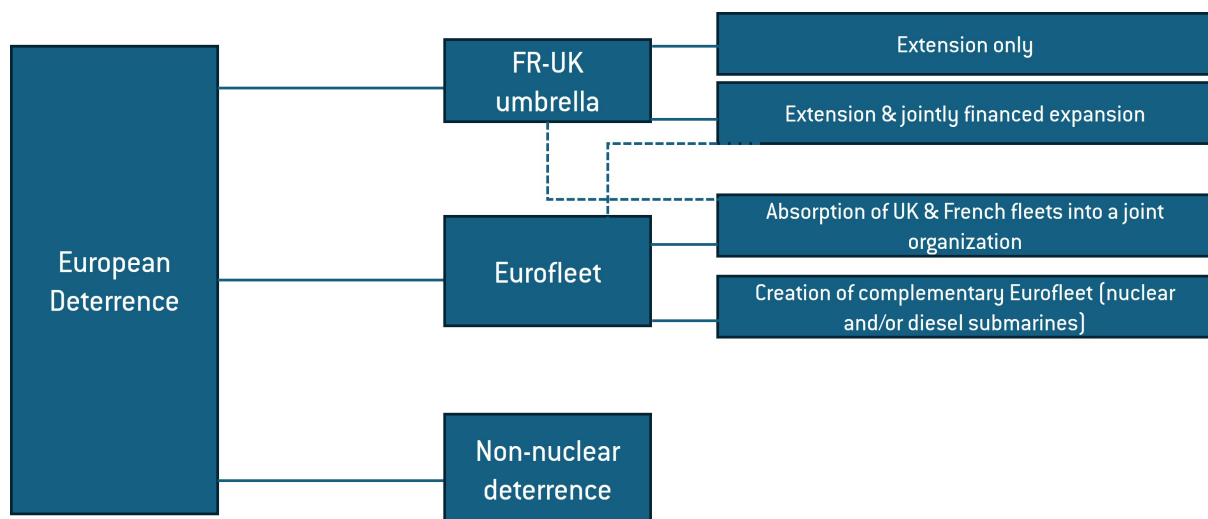 European
Deterrence
FR-UK
umbrella
Extension only
Extension & jointly financed expansion
Eurofleet
Absorption of UK & French fleets into a joint
organization
Creation of complementary Eurofleet (nuclear
and/or diesel submarines)
Non-nuclear
deterrence